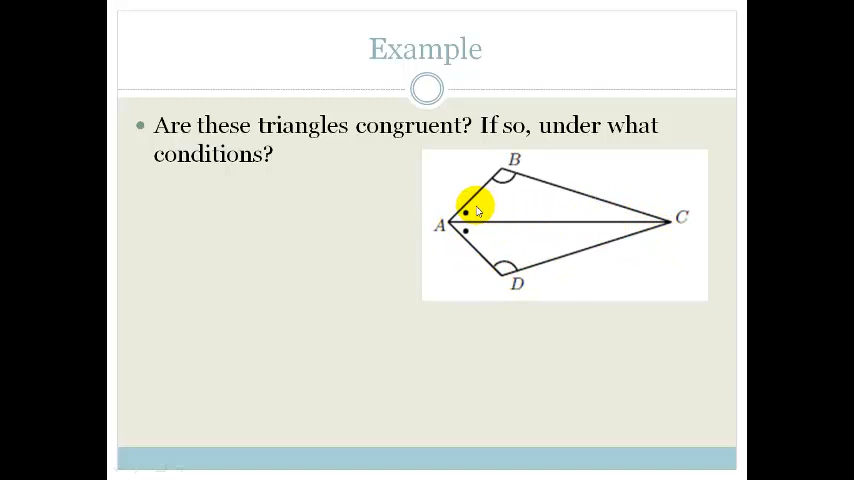 Example
• Are these triangles congruent? If so, under what
conditions?
B
A
C
D